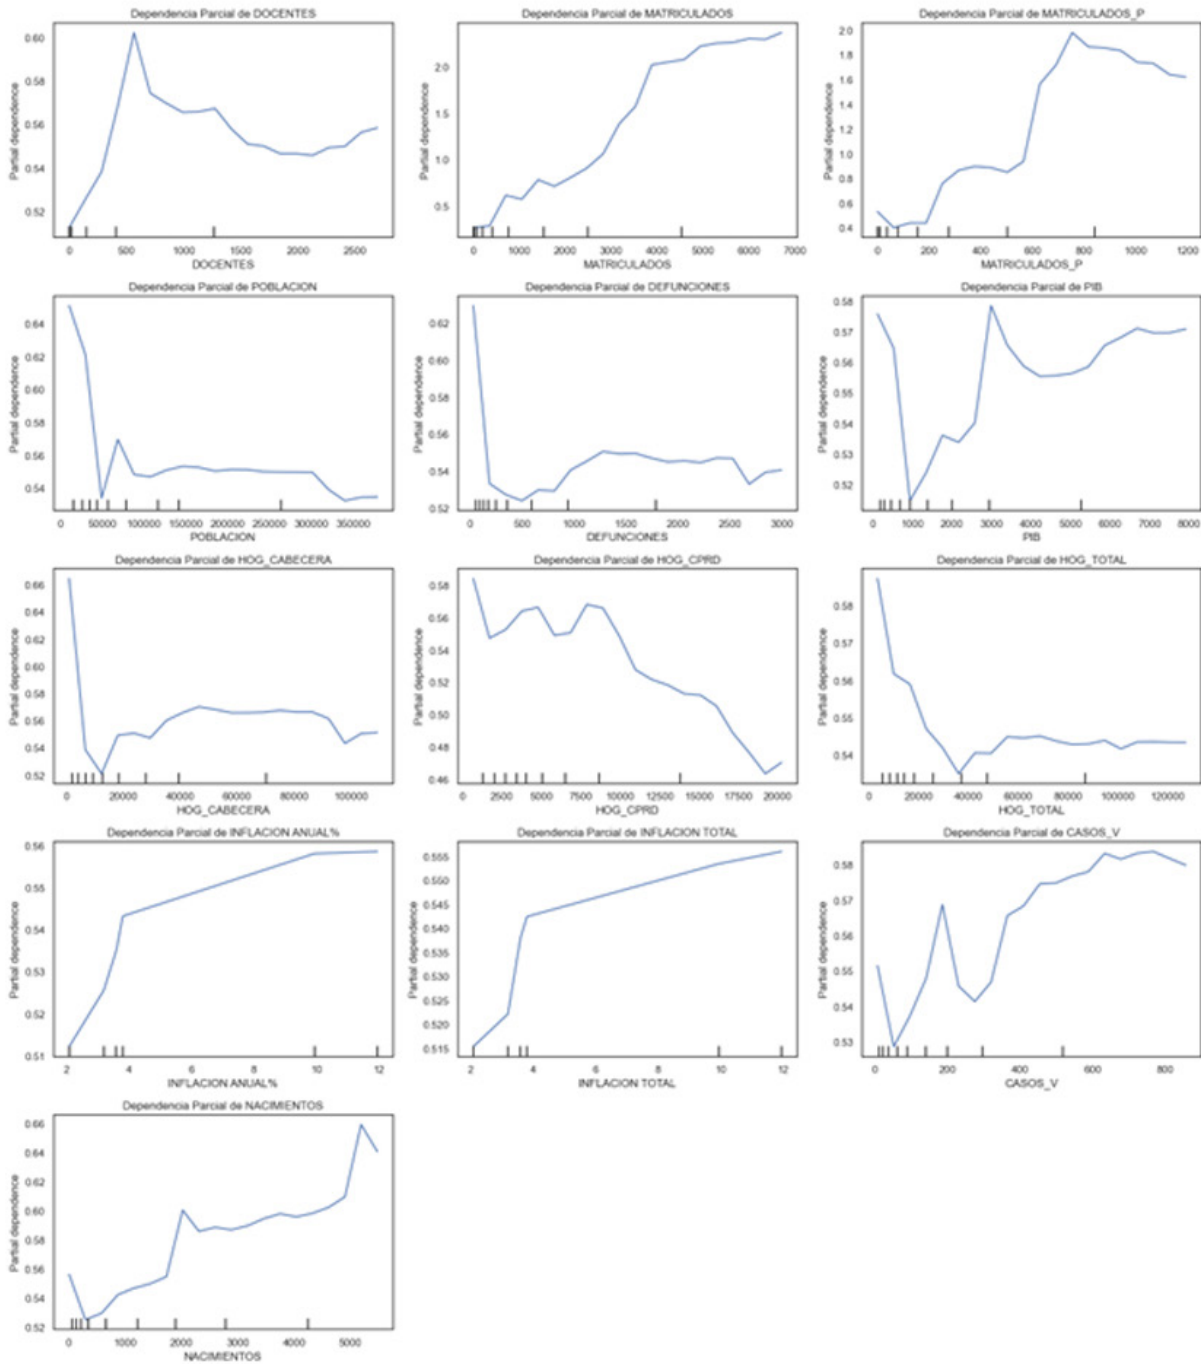 Dependencia Parcial de DOCENTES
0.60
0.58
0.56
0.54
0.52
Partial dependence
0 500 1000 1500 2000 2500
DOCENTES
Dependencia Parcial de MATRICULADOS
2.0
1.5
1.0
0.5
Partial dependence
0 1000 2000 3000 4000 5000 6000 7000
MATRICULADOS
Dependencia Parcial de MATRICULADOS_P
2.0
1.8
1.6
1.4
1.2
1.0
0.8
0.6
0.4
Partial dependence
0 200 400 600 800 1000 1200
MATRICULADOS_P
Dependencia Parcial de POBLACION
0.64
0.62
0.60
0.58
0.56
0.54
Partial dependence
0 50000 100000 150000 200000 250000 300000 350000
POBLACION
Dependencia Parcial de DEFUNCIONES
0.62
0.60
0.58
0.56
0.54
0.52
Partial dependence
0 500 1000 1500 2000 2500 3000
DEFUNCIONES
Dependencia Parcial de PIB
0.58
0.57
0.56
0.55
0.54
0.53
0.52
Partial dependence
0 1000 2000 3000 4000 5000 6000 7000 8000
PIB
Dependencia Parcial de HOG_CABECERA
0.66
0.64
0.62
0.60
0.58
0.56
0.54
0.52
Partial dependence
0 20000 40000 60000 80000 100000
HOG_CABECERA
Dependencia Parcial de HOG_CPRD
0.58
0.56
0.54
0.52
0.50
0.48
0.46
Partial dependence
0 2500 5000 7500 10000 12500 15000 17500 20000
HOG_CPRD
Dependencia Parcial de HOG_TOTAL
0.58
0.57
0.56
0.55
0.54
Partial dependence
0 20000 40000 60000 80000 100000 120000
HOG_TOTAL
Dependencia Parcial de INFLACION ANUAL%
0.56
0.55
0.54
0.53
0.52
0.51
Partial dependence
2 4 6 8 10 12
INFLACION ANUAL%
Dependencia Parcial de INFLACION TOTAL
0.555
0.550
0.545
0.540
0.535
0.530
0.525
0.520
0.515
Partial dependence
2 4 6 8 10 12
INFLACION TOTAL
Dependencia Parcial de CASOS_V
0.58
0.57
0.56
0.55
0.54
0.53
Partial dependence
0 200 400 600 800
CASOS_V
Dependencia Parcial de NACIMIENTOS
0.66
0.64
0.62
0.60
0.58
0.56
0.54
0.52
Partial dependence
0 1000 2000 3000 4000 5000
NACIMIENTOS